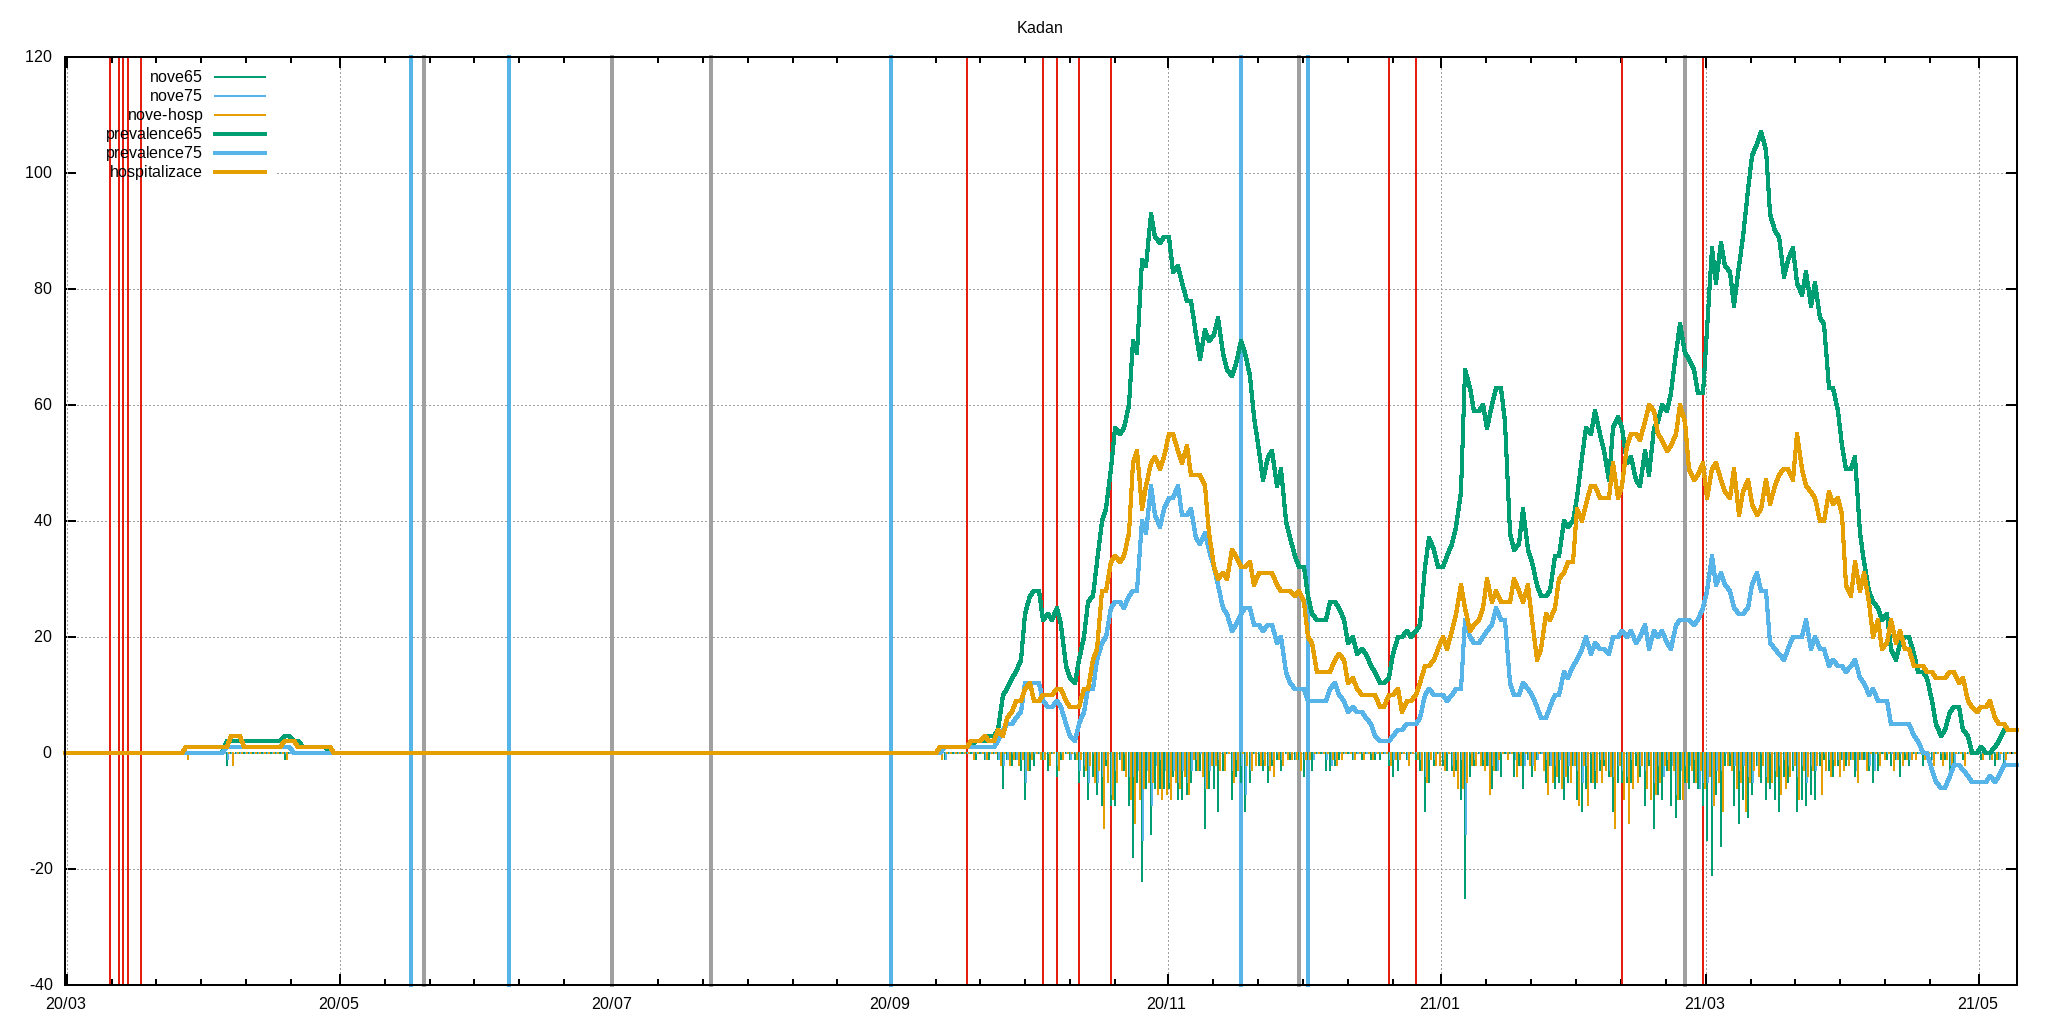 Kadan
120
100
80
60
40
20
0
-20
-40
nove65
nove75
nove-hosp
prevalence65
prevalence75
hospitalizace
20/03 20/05 20/07 20/09 20/11 21/01 21/03 21/05